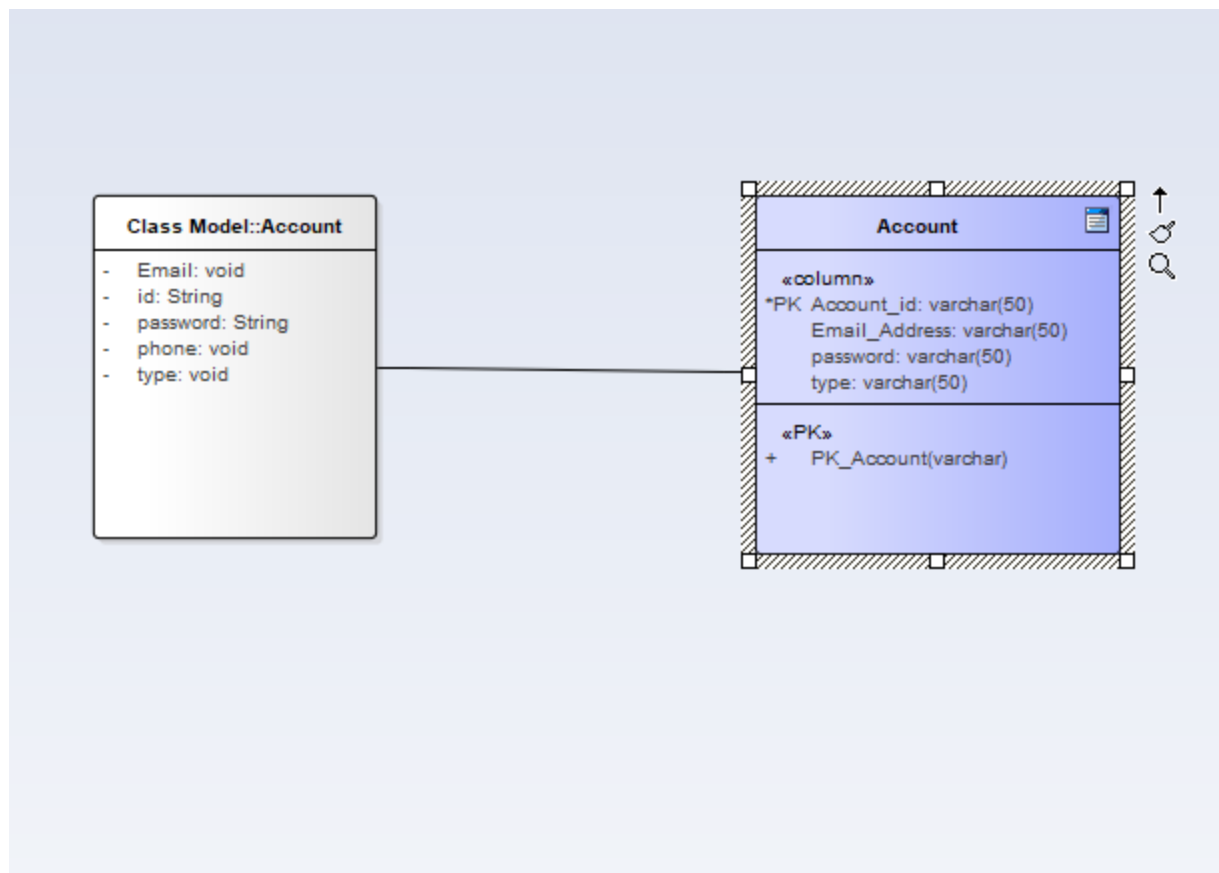 Class Model::Account
- Email: void
- id: String
- password: String
- phone: void
- type: void
Account
«column»
*PK Account_id: varchar(50)
Email_Address: varchar(50)
password: varchar(50)
type: varchar(50)
«PK»
+ PK_Account(varchar)